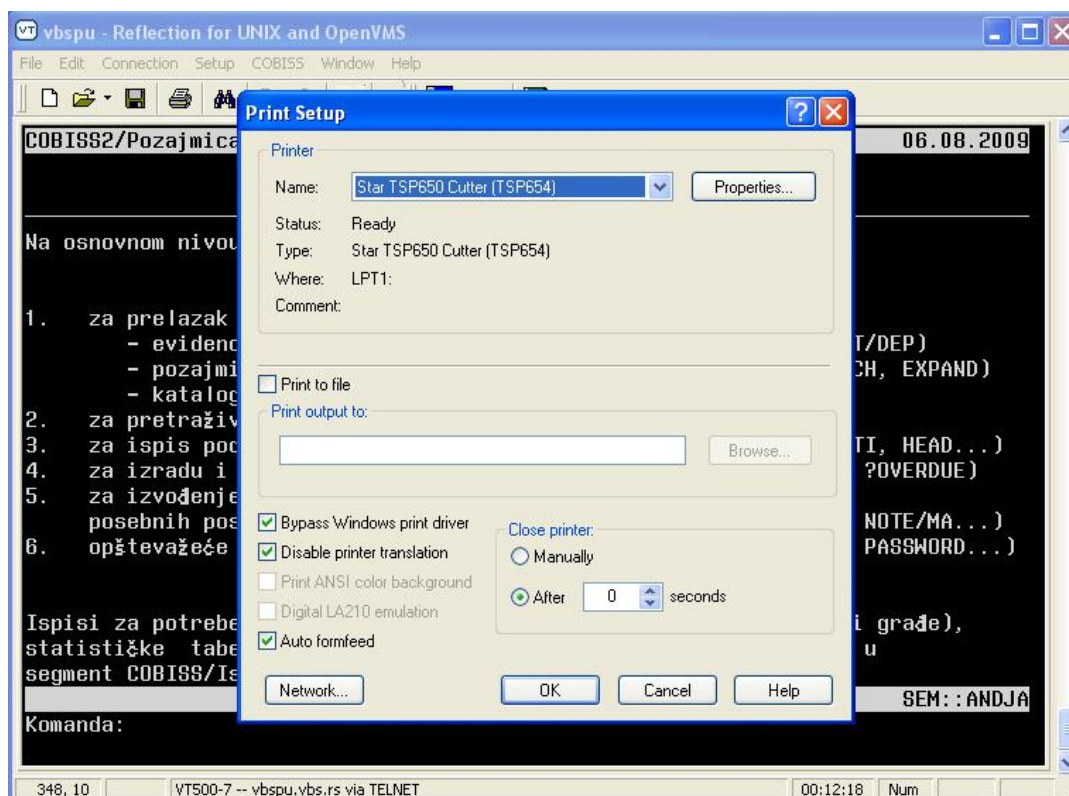 vbspu - Reflection for UNIX and OpenVMS
File Edit Connection Setup COBISS Window Help
COBISS2/Pozajmica 06.08.2009
Print Setup
Printer
Name: Star TSP650 Cutter (TSP654) Properties...
Status: Ready
Type: Star TSP650 Cutter (TSP654)
Where: LPT1:
Comment:
Print to file
Print output to:
Browse...
Bypass Windows print driver
Disable printer translation
Print ANSI color background
Digital LA210 emulation
Auto formfeed
Close printer:
Manually
After 0 seconds
Network... OK Cancel Help
Na osnovnom nivou
1. za prelazak
- evidenc T/DEP)
- pozajmi CH, EXPAND)
- katalog
2. za pretraživ
3. za ispis pod TI, HEAD...)
4. za izradu i ?OVERDUE)
5. za izvođenje
posebnih pos NOTE/MA...)
6. opštevažeće PASSWORD...)
Ispisi za potrebe i građe),
statističke tabe u
segment COBISS/Is
SEM::ANDJA
Komanda:
348, 10 VT500-7 -- vbspu.vbs.rs via TELNET 00:12:18 Num